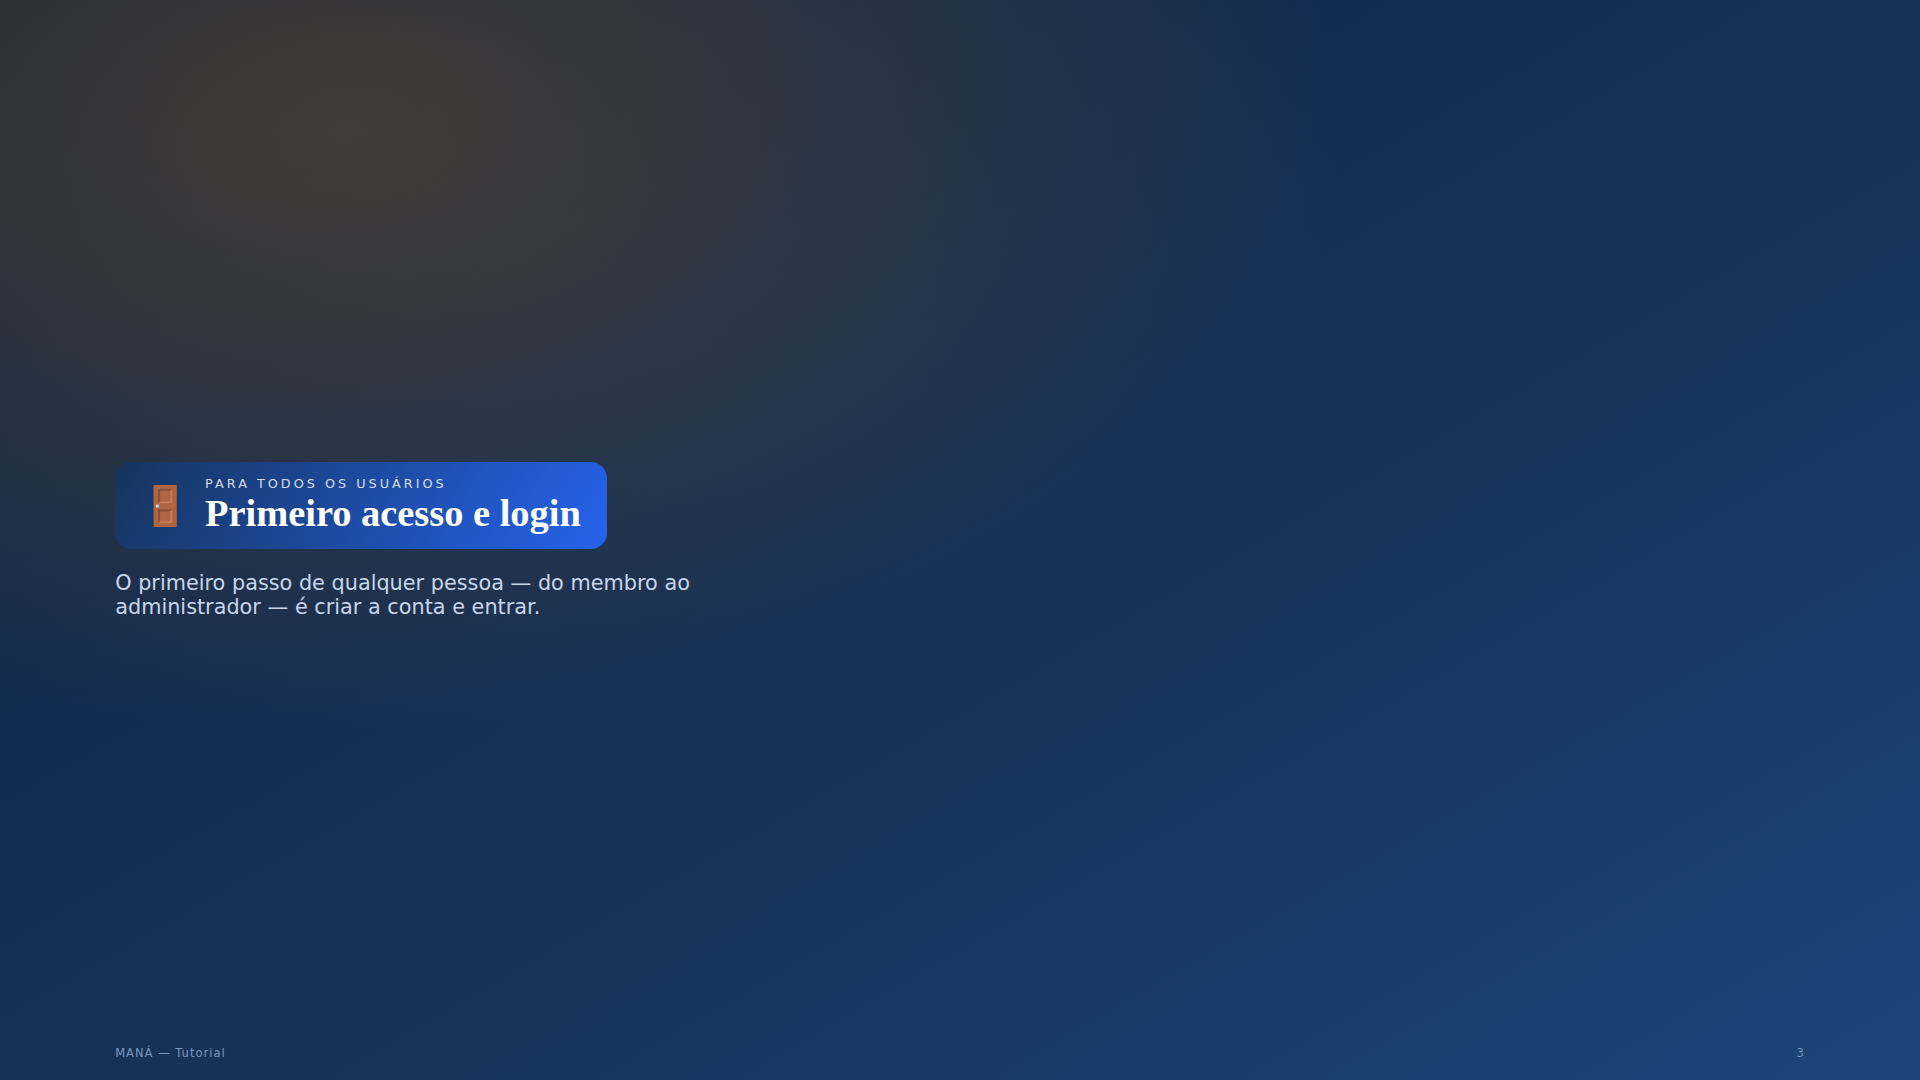 PARA TODOS OS USUÁRIOS
Primeiro acesso e login
O primeiro passo de qualquer pessoa — do membro ao
administrador — é criar a conta e entrar.
MANÁ — Tutorial
3